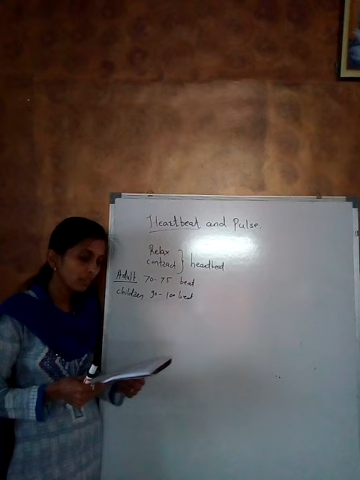 Heartbeat and Pulse
Relax
contract } heartbeat
Adult 70-75 beat
children 90-100 beat